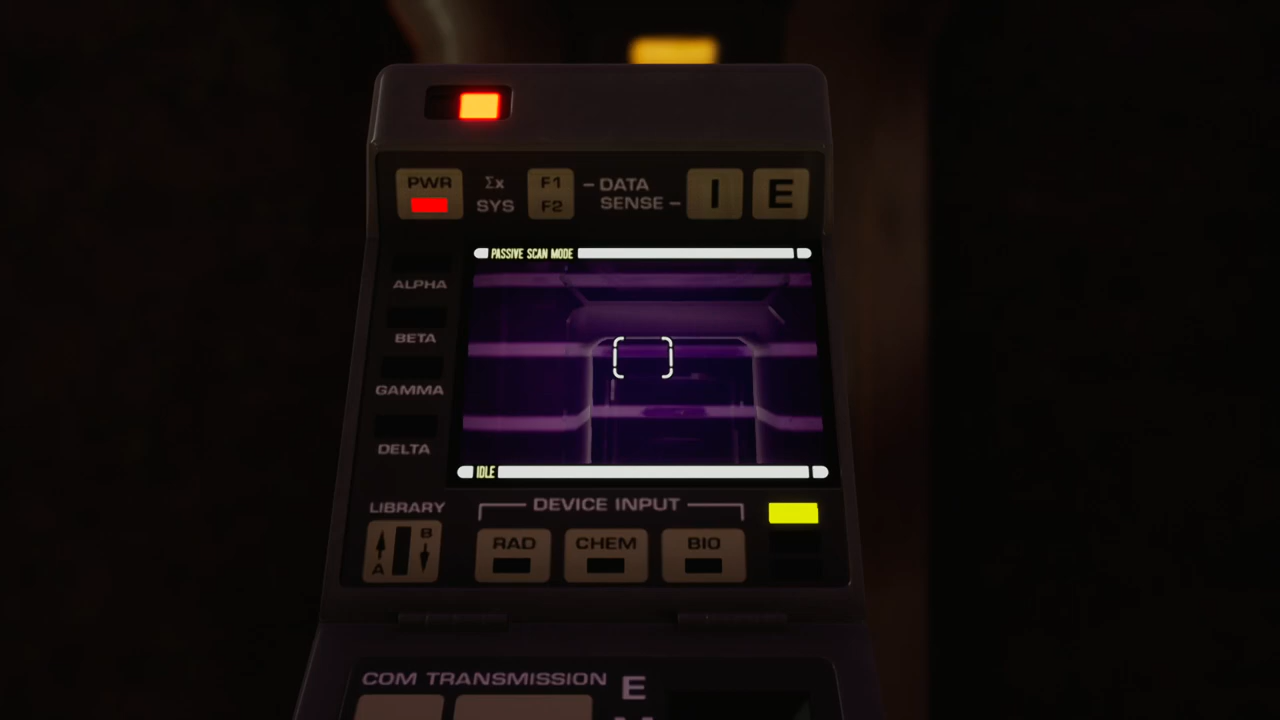 PWR
Σx
SYS
F1
F2
– DATA
SENSE –
I
E
PASSIVE SCAN MODE
ALPHA
BETA
GAMMA
DELTA
IDLE
LIBRARY
A
B
DEVICE INPUT
RAD
CHEM
BIO
COM TRANSMISSION
E